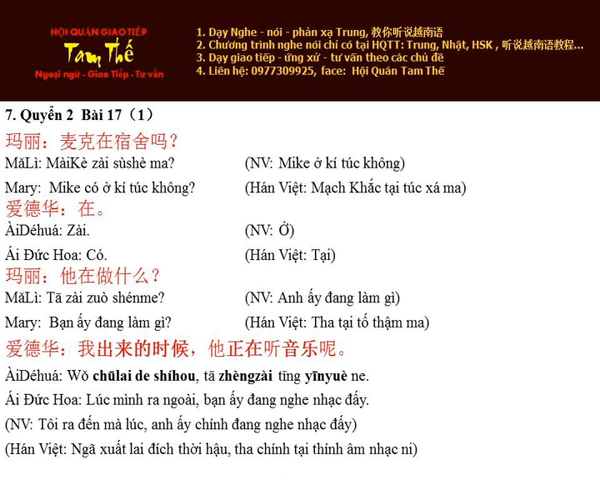 HỘI QUÁN GIAO TIẾP
Tam Thế
Ngoại ngữ - Giao Tiếp - Tư vấn
1. Dạy Nghe - nói - phản xạ Trung, 教你听说越南语
2. Chương trình nghe nói chỉ có tại HQTT: Trung, Nhật, HSK , 听说越南语教程...
3. Dạy giao tiếp - ứng xử - tư vấn theo các chủ đề
4. Liên hệ: 0977309925, face: Hội Quán Tam Thế
7. Quyển 2 Bài 17（1）
玛丽：麦克在宿舍吗？
MǎLì: MàiKè zài sùshè ma? (NV: Mike ở kí túc không)
Mary: Mike có ở kí túc không? (Hán Việt: Mạch Khắc tại túc xá ma)
爱德华：在。
ÀiDéhuá: Zài. (NV: Ở)
Ái Đức Hoa: Có. (Hán Việt: Tại)
玛丽：他在做什么？
MǎLì: Tā zài zuò shénme? (NV: Anh ấy đang làm gì)
Mary: Bạn ấy đang làm gì? (Hán Việt: Tha tại tố thậm ma)
爱德华：我出来的时候，他正在听音乐呢。
ÀiDéhuá: Wǒ chūlai de shíhou, tā zhèngzài tīng yīnyuè ne.
Ái Đức Hoa: Lúc mình ra ngoài, bạn ấy đang nghe nhạc đấy.
(NV: Tôi ra đến mà lúc, anh ấy chính đang nghe nhạc đấy)
(Hán Việt: Ngã xuất lai đích thời hậu, tha chính tại thính âm nhạc ni)